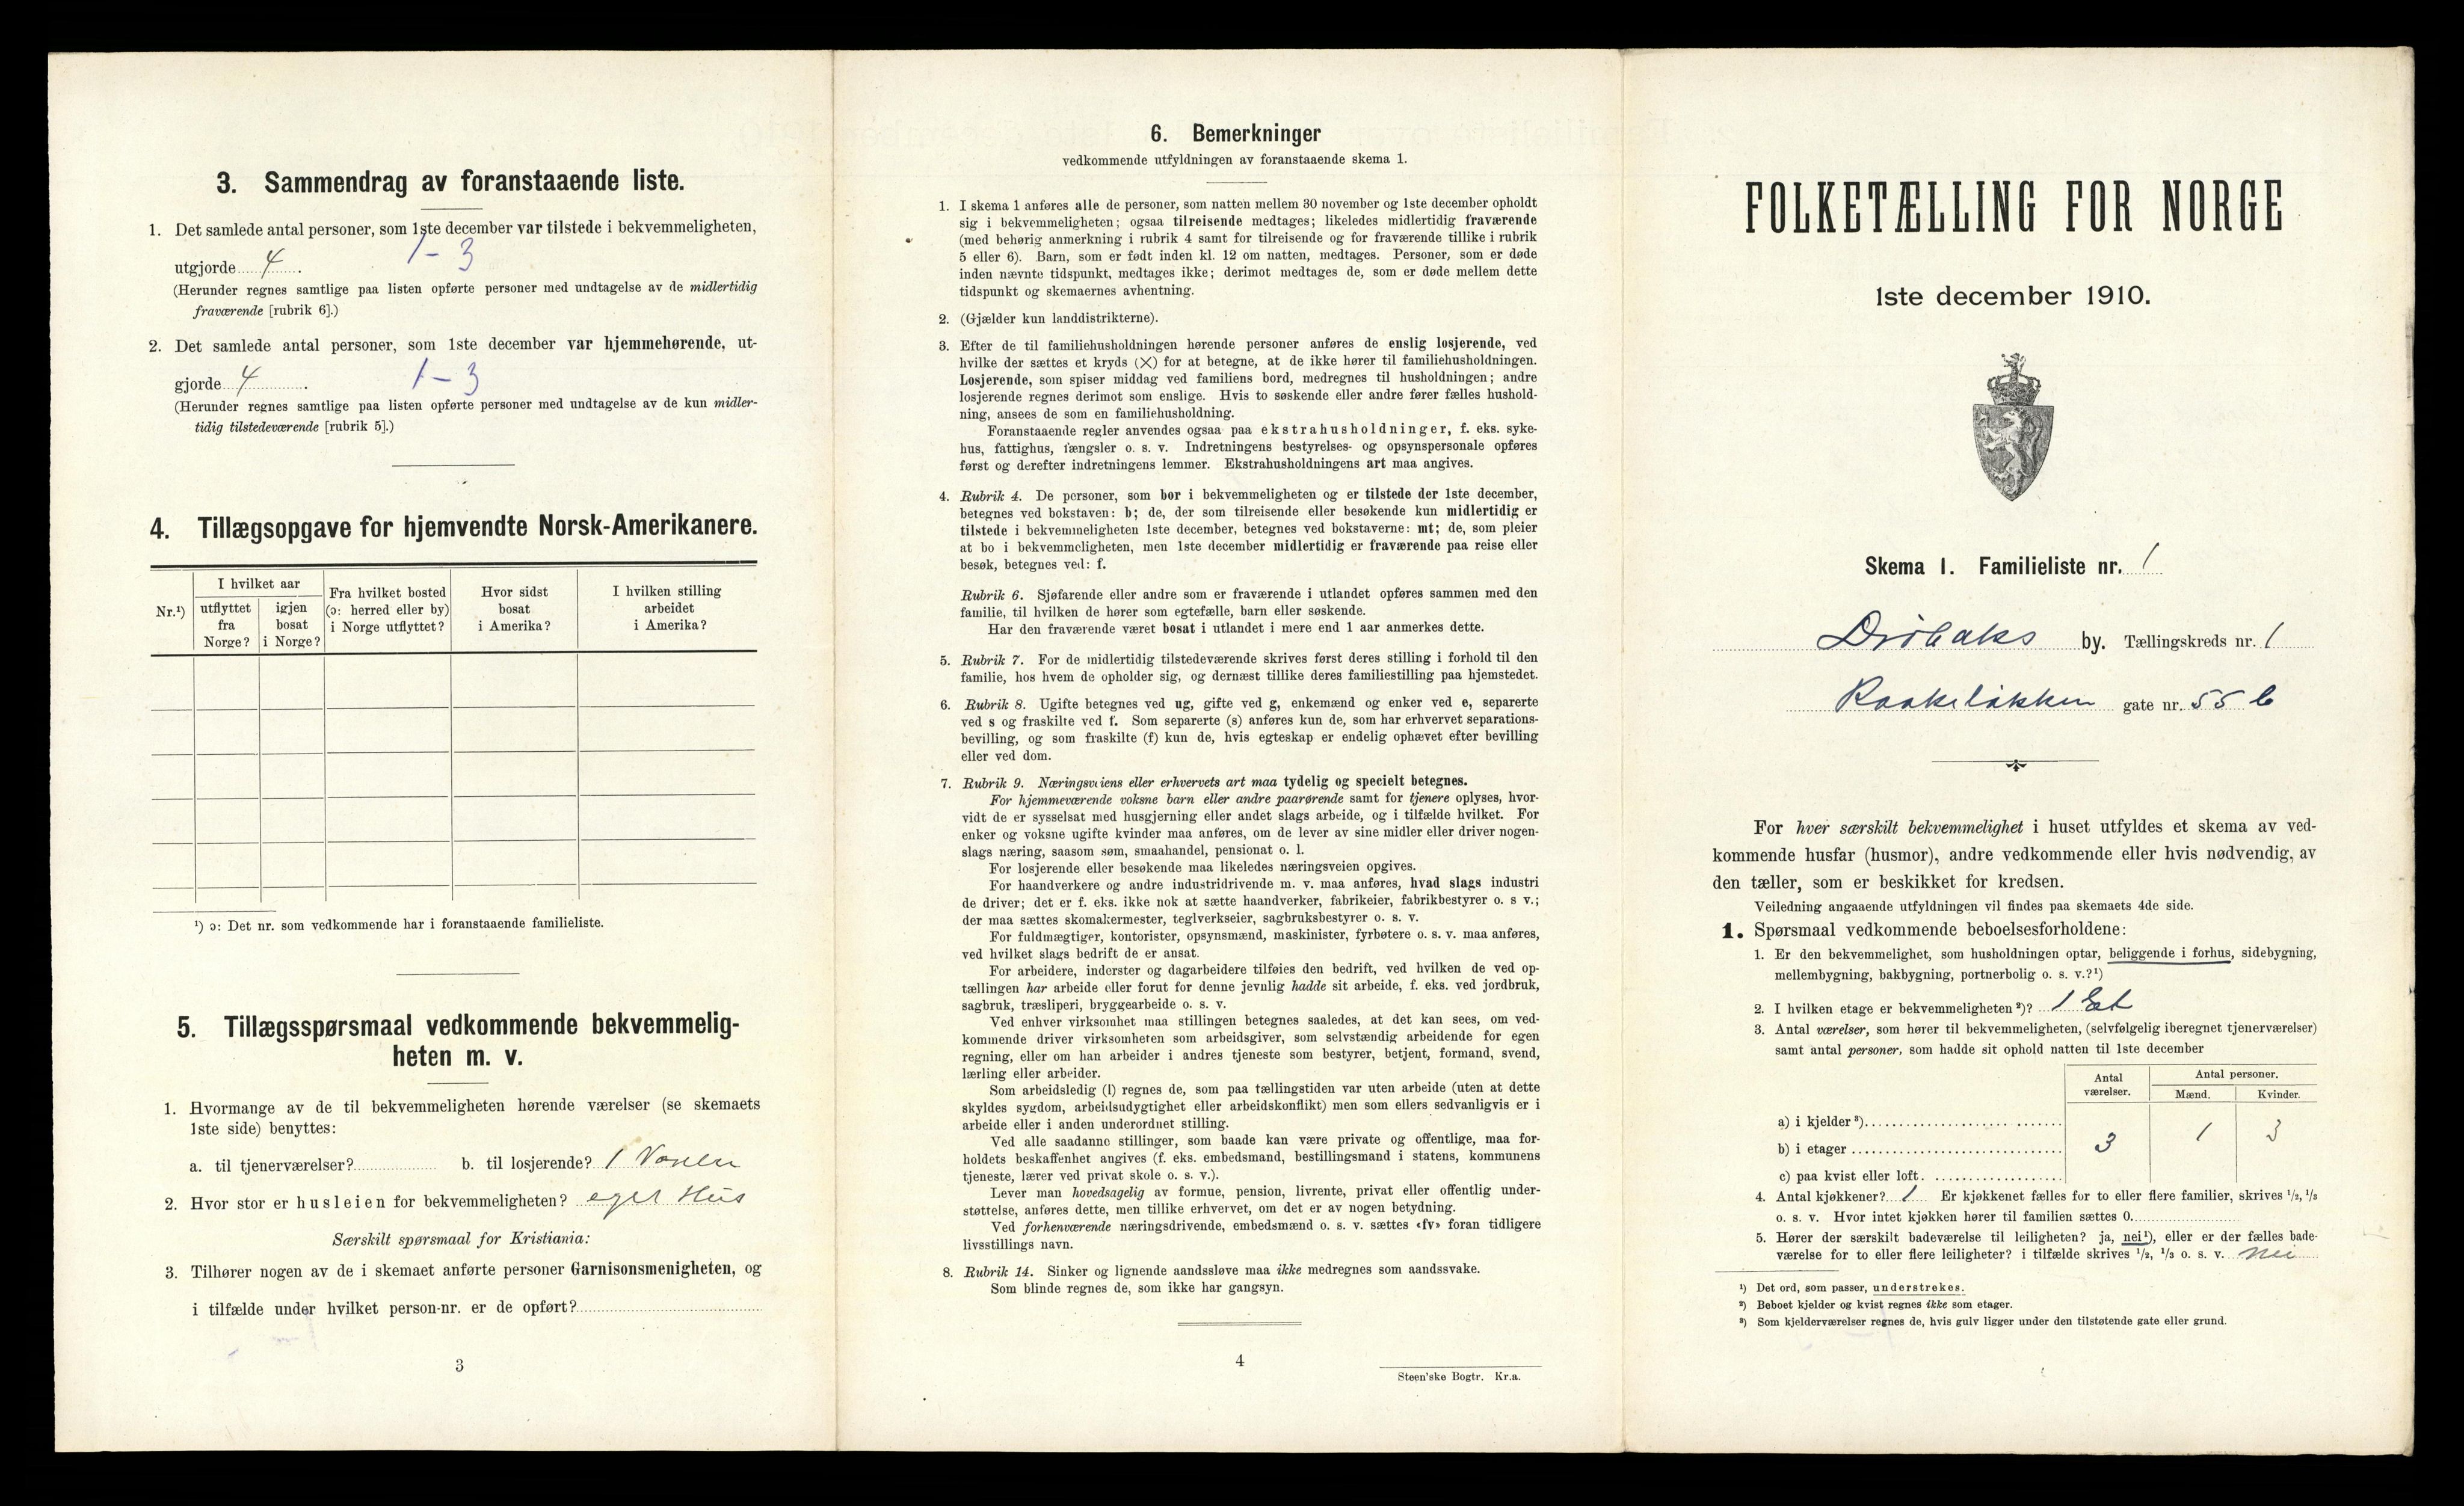 3. Sammendrag av foranstaaende liste.
1. Det samlede antal personer, som 1ste december var tilstede i bekvemmeligheten,
utgjorde 4. 1 - 3
(Herunder regnes samtlige paa listen opførte personer med undtagelse av de midlertidig
fraværende [rubrik 6].)
2. Det samlede antal personer, som 1ste december var hjemmehørende, ut-
gjorde 4. 1 - 3
(Herunder regnes samtlige paa listen opførte personer med undtagelse av de kun midler-
tidig tilstedeværende [rubrik 5].)
4. Tillægsopgave for hjemvendte Norsk-Amerikanere.
Nr.¹)
I hvilket aar
utflyttet fra Norge?
igjen bosat i Norge?
Fra hvilket bosted (ɔ: herred eller by) i Norge utflyttet?
Hvor sidst bosat i Amerika?
I hvilken stilling arbeidet i Amerika?
¹) ɔ: Det nr. som vedkommende har i foranstaaende familieliste.
5. Tillægsspørsmaal vedkommende bekvemmelig-
heten m. v.
1. Hvormange av de til bekvemmeligheten hørende værelser (se skemaets
1ste side) benyttes:
a. til tjenerværelser? b. til losjerende? 1
2. Hvor stor er husleien for bekvemmeligheten? eget Hus
Særskilt spørsmaal for Kristiania:
3. Tilhører nogen av de i skemaet anførte personer Garnisonsmenigheten, og
i tilfælde under hvilket person-nr. er de opført?
3
6. Bemerkninger
vedkommende utfyldningen av foranstaaende skema 1.
1. I skema 1 anføres alle de personer, som natten mellem 30 november og 1ste december opholdt
sig i bekvemmeligheten; ogsaa tilreisende medtages; likeledes midlertidig fraværende
(med behørig anmerkning i rubrik 4 samt for tilreisende og for fraværende tillike i rubrik
5 eller 6). Barn, som er født inden kl. 12 om natten, medtages. Personer, som er døde
inden nævnte tidspunkt, medtages ikke; derimot medtages de, som er døde mellem dette
tidspunkt og skemaernes avhentning.
2. (Gjælder kun landdistrikterne).
3. Efter de til familiehusholdningen hørende personer anføres de enslig losjerende, ved
hvilke der sættes et kryds (X) for at betegne, at de ikke hører til familiehusholdningen.
Losjerende, som spiser middag ved familiens bord, medregnes til husholdningen; andre
losjerende regnes derimot som enslige. Hvis to søskende eller andre fører fælles hushold-
ning, ansees de som en familiehusholdning.
Foranstaaende regler anvendes ogsaa paa ekstrahusholdninger, f. eks. syke-
hus, fattighus, fængsler o. s. v. Indretningens bestyrelses- og opsynspersonale opføres
først og derefter indretningens lemmer. Ekstrahusholdningens art maa angives.
4. Rubrik 4. De personer, som bor i bekvemmeligheten og er tilstede der 1ste december,
betegnes ved bokstaven: b; de, der som tilreisende eller besøkende kun midlertidig er
tilstede i bekvemmeligheten 1ste december, betegnes ved bokstaverne: mt; de, som pleier
at bo i bekvemmeligheten, men 1ste december midlertidig er fraværende paa reise eller
besøk, betegnes ved: f.
Rubrik 6. Sjøfarende eller andre som er fraværende i utlandet opføres sammen med den
familie, til hvilken de hører som egtefælle, barn eller søskende.
Har den fraværende været bosat i utlandet i mere end 1 aar anmerkes dette.
5. Rubrik 7. For de midlertidig tilstedeværende skrives først deres stilling i forhold til den
familie, hos hvem de opholder sig, og dernæst tillike deres familiestilling paa hjemstedet.
6. Rubrik 8. Ugifte betegnes ved ug, gifte ved g, enkemænd og enker ved e, separerte
ved s og fraskilte ved f. Som separerte (s) anføres kun de, som har erhvervet separations-
bevilling, og som fraskilte (f) kun de, hvis egteskap er endelig ophævet efter bevilling
eller ved dom.
7. Rubrik 9. Næringsveiens eller erhvervets art maa tydelig og specielt betegnes.
For hjemmeværende voksne barn eller andre paarørende samt for tjenere oplyses, hvor-
vidt de er sysselsat med husgjerning eller andet slags arbeide, og i tilfælde hvilket. For
enker og voksne ugifte kvinder maa anføres, om de lever av sine midler eller driver nogen-
slags næring, saasom søm, smaahandel, pensionat o. l.
For losjerende eller besøkende maa likeledes næringsveien opgives.
For haandverkere og andre industridrivende m. v. maa anføres, hvad slags industri
de driver; det er f. eks. ikke nok at sætte haandverker, fabrikeier, fabrikbestyrer o. s v.;
der maa sættes skomakermester, teglverkseier, sagbruksbestyrer o. s. v.
For fuldmægtiger, kontorister, opsynsmænd, maskinister, fyrbøtere o. s. v. maa anføres,
ved hvilket slags bedrift de er ansat.
For arbeidere, inderster og dagarbeidere tilføies den bedrift, ved hvilken de ved op-
tællingen har arbeide eller forut for denne jevnlig hadde sit arbeide, f. eks. ved jordbruk,
sagbruk, træsliperi, bryggearbeide o. s. v.
Ved enhver virksomhet maa stillingen betegnes saaledes, at det kan sees, om ved-
kommende driver virksomheten som arbeidsgiver, som selvstændig arbeidende for egen
regning, eller om han arbeider i andres tjeneste som bestyrer, betjent, formand, svend,
lærling eller arbeider.
Som arbeidsledig (l) regnes de, som paa tællingstiden var uten arbeide (uten at dette
skyldes sygdom, arbeidsudygtighet eller arbeidskonflikt) men som ellers sedvanligvis er i
arbeide eller i anden underordnet stilling.
Ved alle saadanne stillinger, som baade kan være private og offentlige, maa for-
holdets beskaffenhet angives (f. eks. embedsmand, bestillingsmand i statens, kommunens
tjeneste, lærer ved privat skole o. s. v.).
Lever man hovedsagelig av formue, pension, livrente, privat eller offentlig under-
støttelse, anføres dette, men tillike erhvervet, om det er av nogen betydning.
Ved forhenværende næringsdrivende, embedsmænd o. s. v. sættes «fv» foran tidligere
livsstillings navn.
8. Rubrik 14. Sinker og lignende aandssløve maa ikke medregnes som aandssvake.
Som blinde regnes de, som ikke har gangsyn.
4
Steen'ske Bogtr. Kr.a.
FOLKETÆLLING FOR NORGE
1ste december 1910.
Skema 1. Familieliste nr. 1
Drøbaks by. Tællingskreds nr. 1
Raakeløkken gate nr. 55 b
For hver særskilt bekvemmelighet i huset utfyldes et skema av ved-
kommende husfar (husmor), andre vedkommende eller hvis nødvendig, av
den tæller, som er beskikket for kredsen.
Veiledning angaaende utfyldningen vil findes paa skemaets 4de side.
1. Spørsmaal vedkommende beboelsesforholdene:
1. Er den bekvemmelighet, som husholdningen optar, beliggende i forhus, sidebygning,
mellembygning, bakbygning, portnerbolig o. s. v.?¹)
2. I hvilken etage er bekvemmeligheten²)? 1 Et
3. Antal værelser, som hører til bekvemmeligheten, (selvfølgelig iberegnet tjenerværelser)
samt antal personer, som hadde sit ophold natten til 1ste december
Antal værelser. Antal personer.
Mænd. Kvinder.
a) i kjelder³)
b) i etager 3 1 3
c) paa kvist eller loft.
4. Antal kjøkkener? 1 Er kjøkkenet fælles for to eller flere familier, skrives ¹/₂, ¹/₃
o. s. v. Hvor intet kjøkken hører til familien sættes 0.
5. Hører der særskilt badeværelse til leiligheten? ja, nei¹), eller er der fælles bade-
værelse for to eller flere leiligheter? i tilfælde skrives ¹/₂, ¹/₃ o. s. v. nei
¹) Det ord, som passer, understrekes.
²) Beboet kjelder og kvist regnes ikke som etager.
³) Som kjelderværelser regnes de, hvis gulv ligger under den tilstøtende gate eller grund.